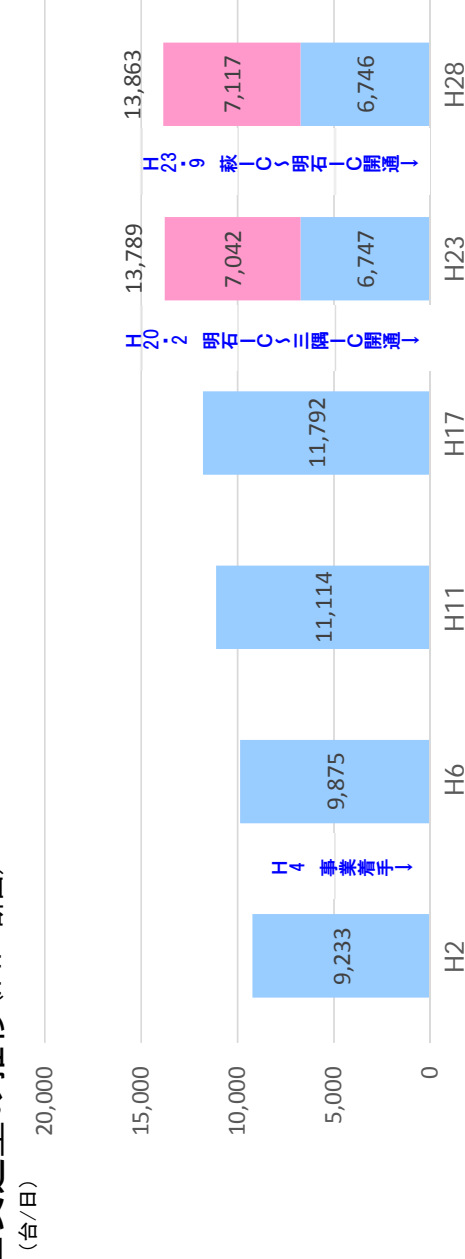 (台/日)
20,000
15,000
10,000
5,000
0
9,233
H4 事業着手↓
9,875
11,114
11,792
H20.2 明石IC~三隅IC開通↓
13,789
7,042
6,747
H23.9 萩IC~明石IC開通↓
13,863
7,117
6,746
H2
H6
H11
H17
H23
H28